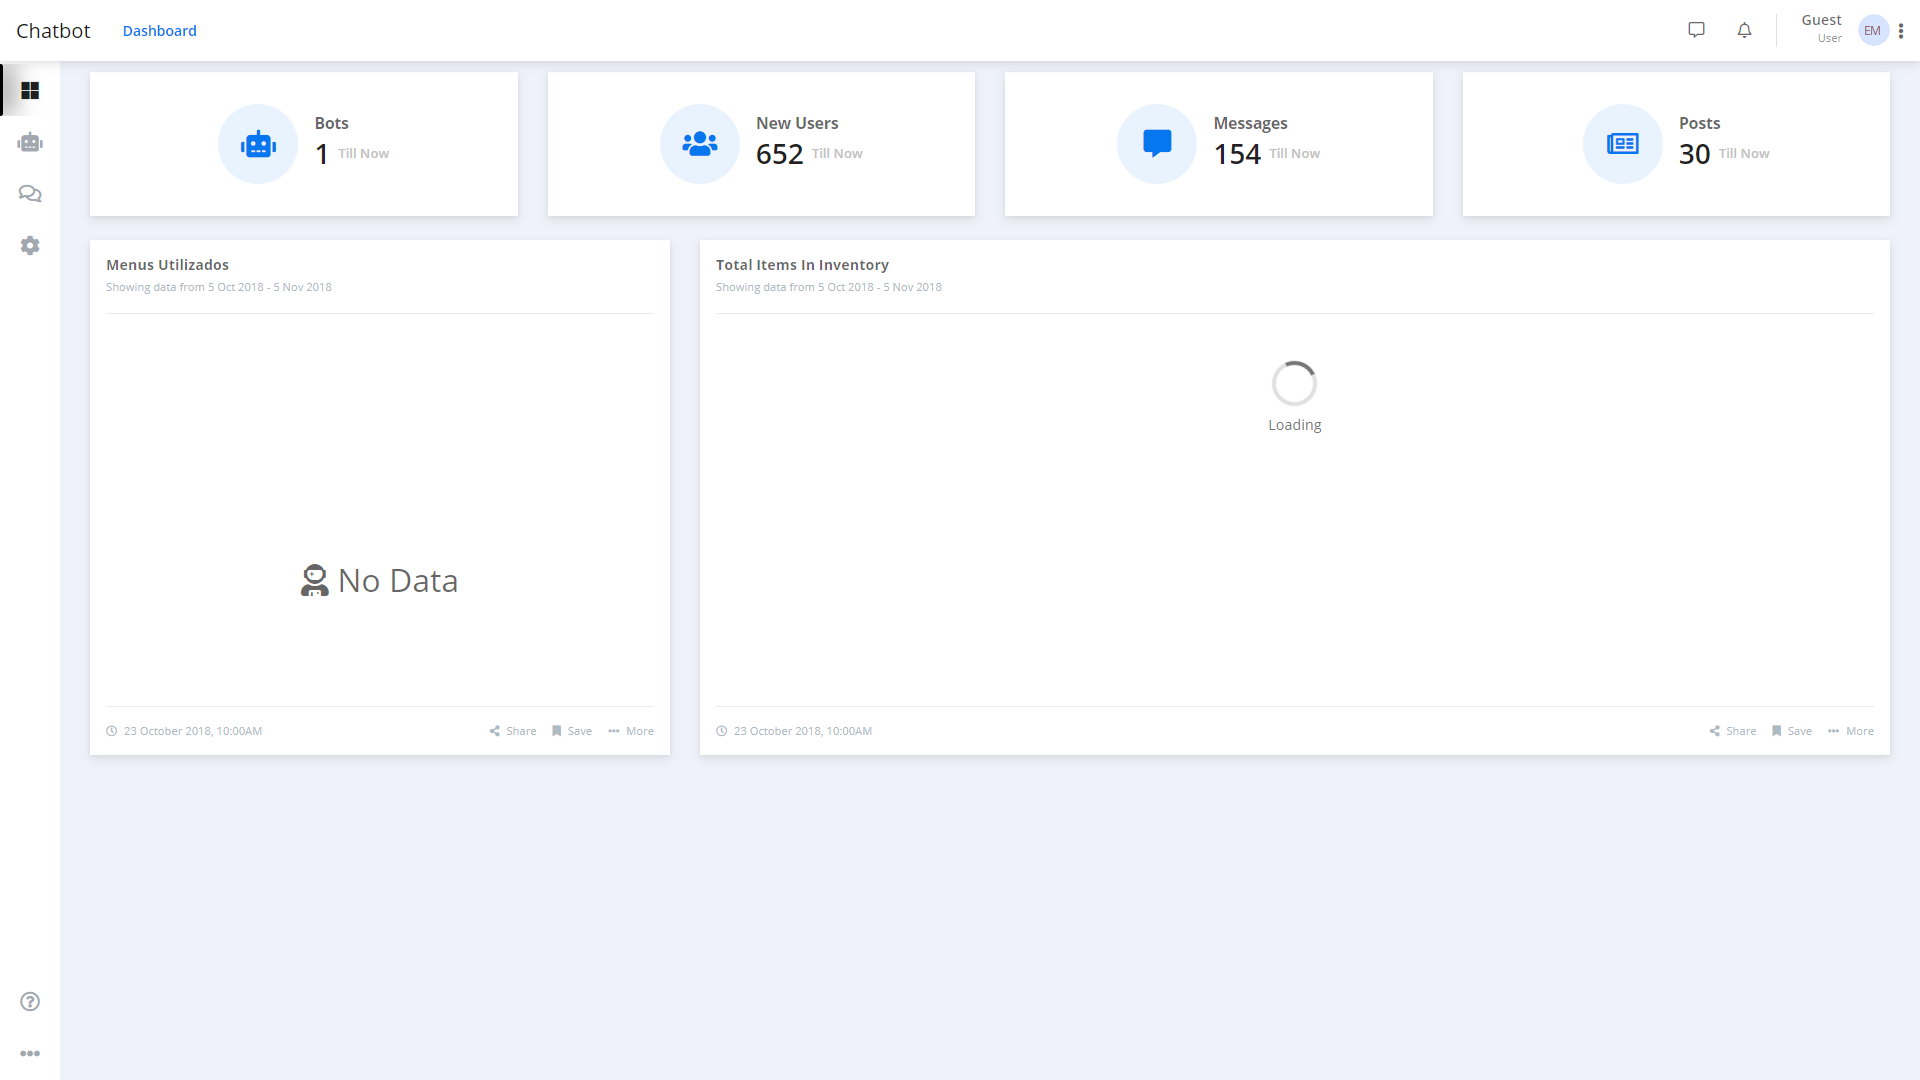 Chatbot
Dashboard
Guest
User
EM
Bots
1 Till Now
New Users
652 Till Now
Messages
154 Till Now
Posts
30 Till Now
Menus Utilizados
Showing data from 5 Oct 2018 - 5 Nov 2018
No Data
23 October 2018, 10:00AM
Share
Save
More
Total Items In Inventory
Showing data from 5 Oct 2018 - 5 Nov 2018
Loading
23 October 2018, 10:00AM
Share
Save
More